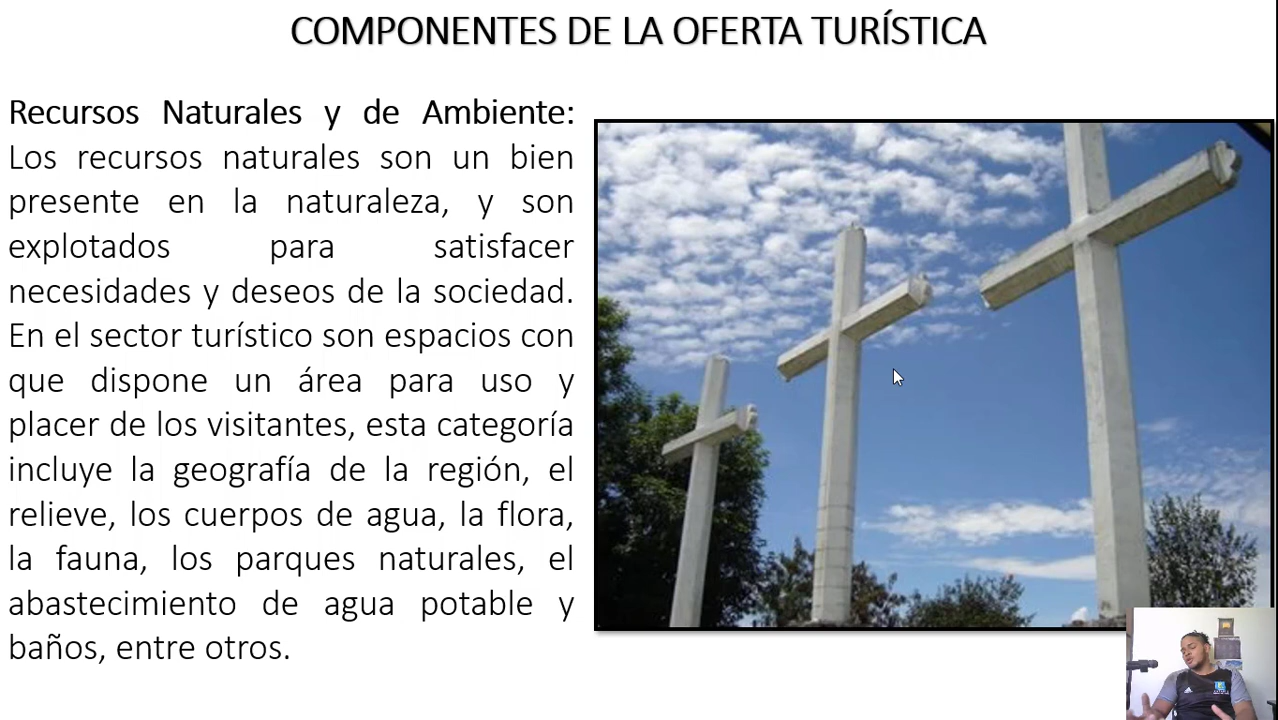 COMPONENTES DE LA OFERTA TURÍSTICA
Recursos Naturales y de Ambiente:
Los recursos naturales son un bien
presente en la naturaleza, y son
explotados para satisfacer
necesidades y deseos de la sociedad.
En el sector turístico son espacios con
que dispone un área para uso y
placer de los visitantes, esta categoría
incluye la geografía de la región, el
relieve, los cuerpos de agua, la flora,
la fauna, los parques naturales, el
abastecimiento de agua potable y
baños, entre otros.